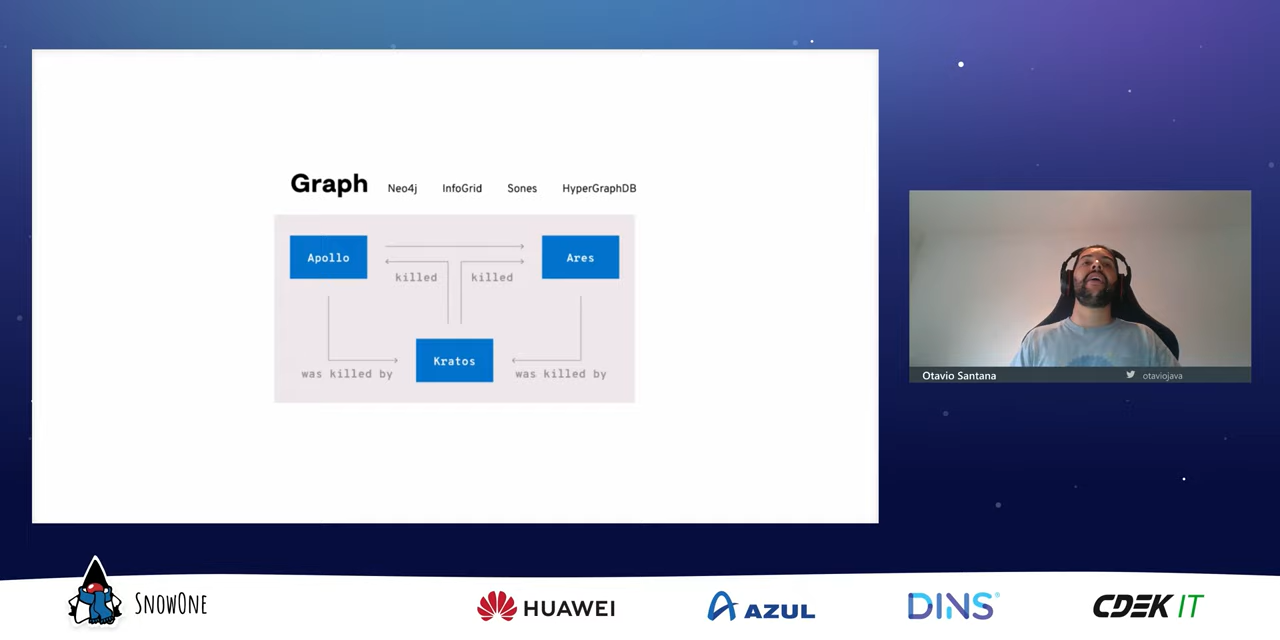 Graph Neo4j InfoGrid Sones HyperGraphDB
Apollo
Ares
killed
killed
Kratos
was killed by
was killed by
Otavio Santana
otaviojava
SnowOne
HUAWEI
AZUL
DINS
CDEK IT